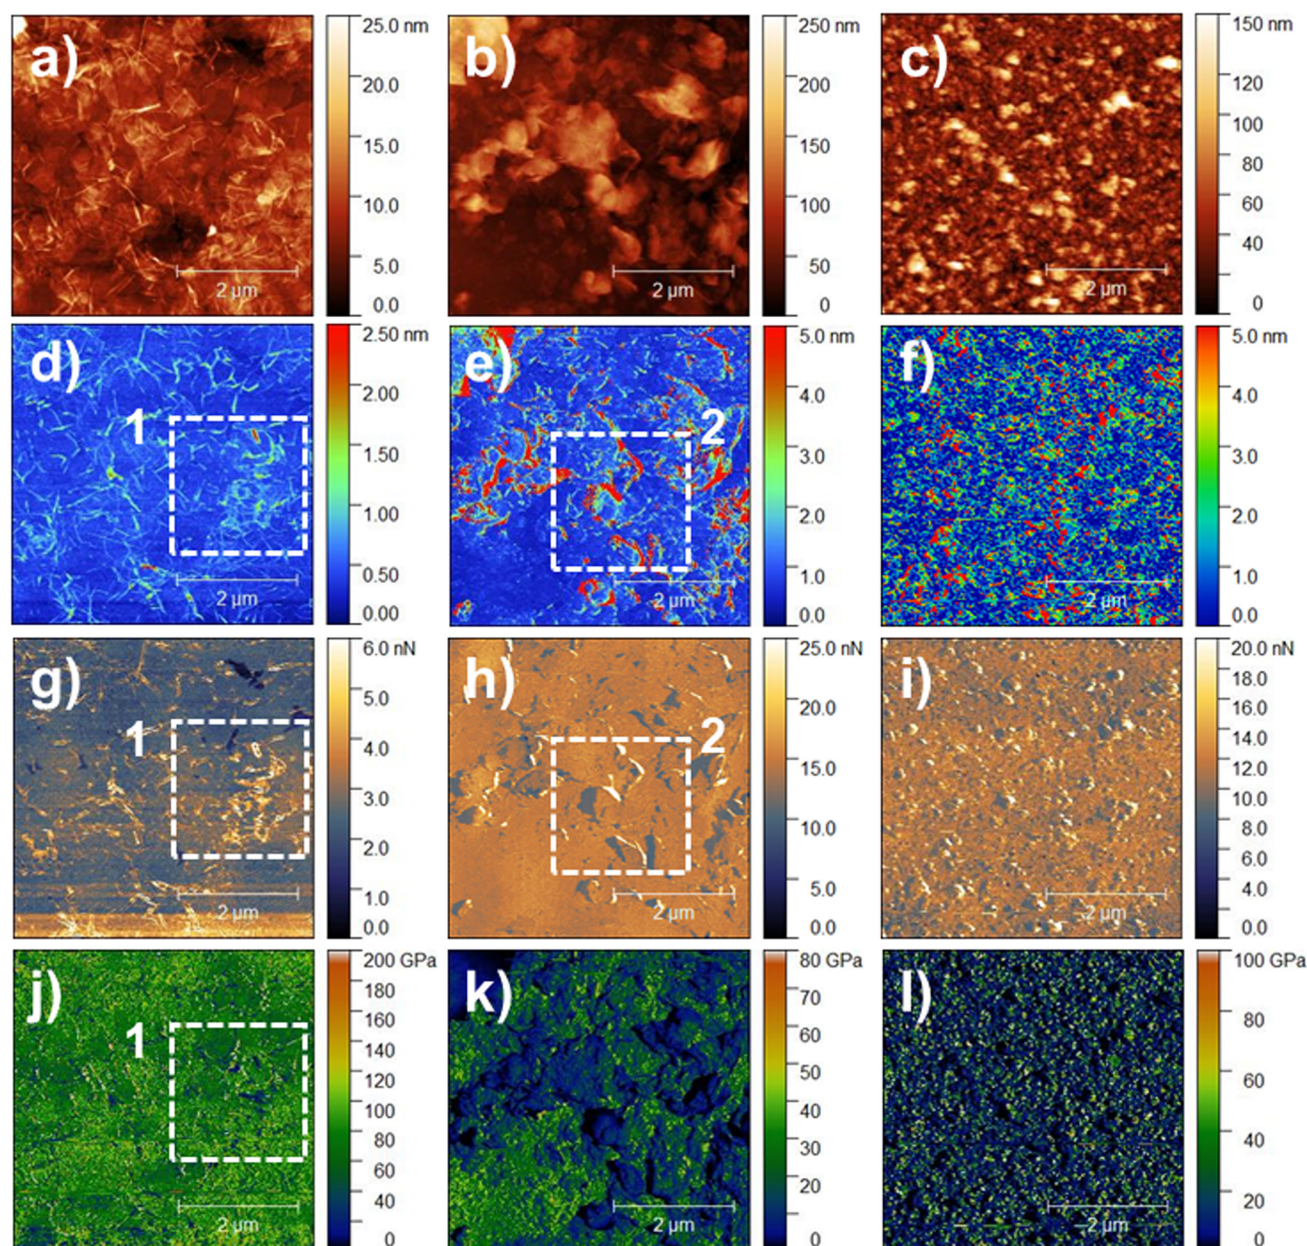 a)
25.0 nm
20.0
15.0
10.0
5.0
0.0
2 μm
b)
250 nm
200
150
100
50
0
2 μm
c)
150 nm
120
100
80
60
40
0
2 μm
d)
1
2.50 nm
2.00
1.50
1.00
0.50
0.00
2 μm
e)
2
5.0 nm
4.0
3.0
2.0
1.0
0.0
2 μm
f)
5.0 nm
4.0
3.0
2.0
1.0
0.0
2 μm
g)
1
6.0 nN
5.0
4.0
3.0
2.0
1.0
0.0
2 μm
h)
2
25.0 nN
20.0
15.0
10.0
5.0
0.0
2 μm
i)
20.0 nN
18.0
16.0
14.0
12.0
10.0
8.0
6.0
4.0
2.0
0.0
2 μm
j)
1
200 GPa
180
160
140
120
100
80
60
40
20
0
2 μm
k)
80 GPa
70
60
50
40
30
20
0
2 μm
l)
100 GPa
80
60
40
20
0
2 μm